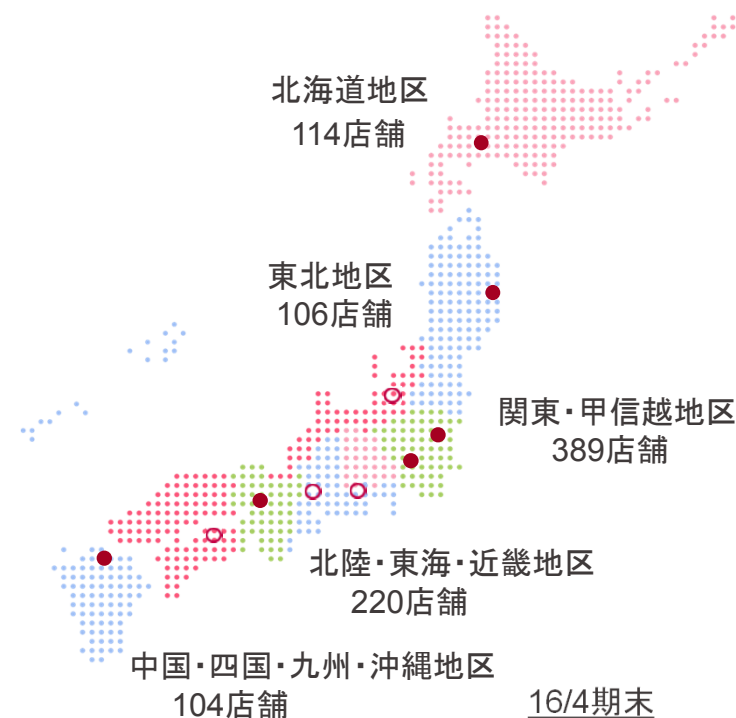 北海道地区
114店舗
東北地区
106店舗
関東・甲信越地区
389店舗
北陸・東海・近畿地区
220店舗
中国・四国・九州・沖縄地区
104店舗
16/4期末